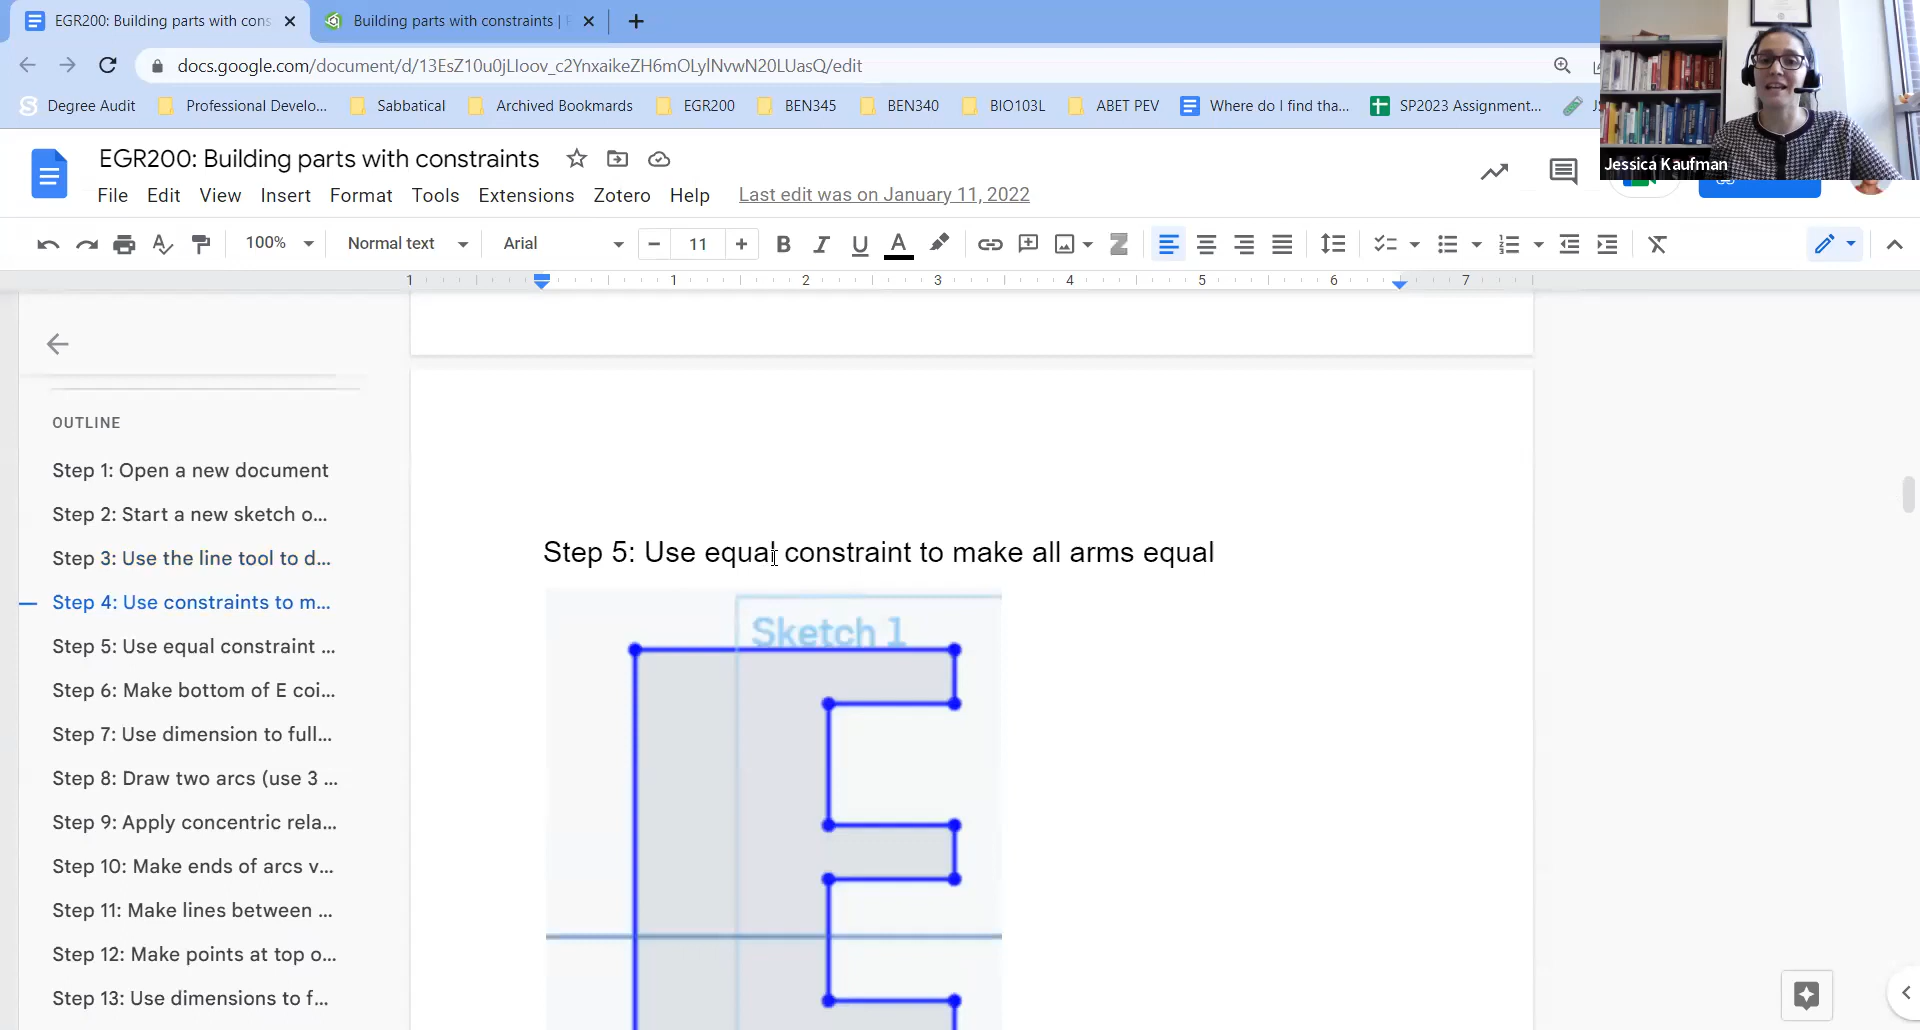 EGR200: Building parts with cons
Building parts with constraints |
docs.google.com/document/d/13EsZ10u0jLIoov_c2YnxaikeZH6mOLylNvwN20LUasQ/edit
Degree Audit Professional Develo... Sabbatical Archived Bookmards EGR200 BEN345 BEN340 BIO103L ABET PEV Where do I find tha... SP2023 Assignment...
Jessica Kaufman
EGR200: Building parts with constraints
File Edit View Insert Format Tools Extensions Zotero Help Last edit was on January 11, 2022
100% Normal text Arial 11
1 1 2 3 4 5 6 7
OUTLINE
Step 1: Open a new document
Step 2: Start a new sketch o...
Step 3: Use the line tool to d...
Step 4: Use constraints to m...
Step 5: Use equal constraint ...
Step 6: Make bottom of E coi...
Step 7: Use dimension to full...
Step 8: Draw two arcs (use 3 ...
Step 9: Apply concentric rela...
Step 10: Make ends of arcs v...
Step 11: Make lines between ...
Step 12: Make points at top o...
Step 13: Use dimensions to f...
Step 5: Use equal constraint to make all arms equal
Sketch 1